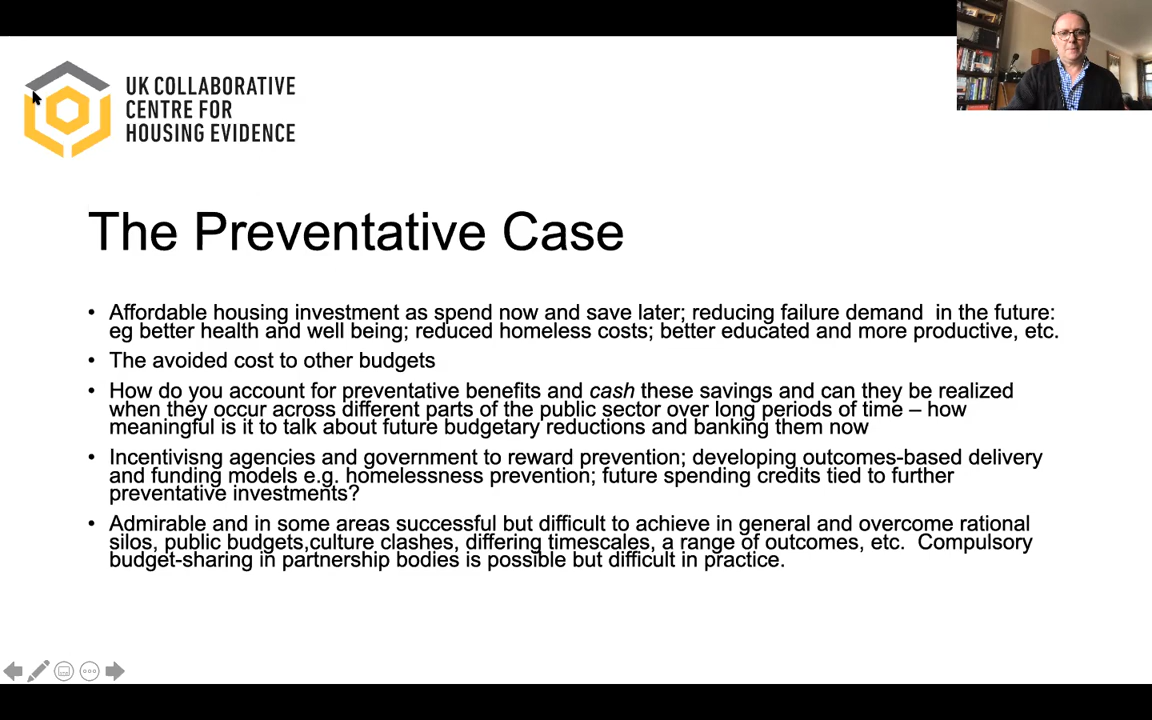 UK COLLABORATIVE
CENTRE FOR
HOUSING EVIDENCE
The Preventative Case
• Affordable housing investment as spend now and save later; reducing failure demand  in the future:
eg better health and well being; reduced homeless costs; better educated and more productive, etc.
• The avoided cost to other budgets
• How do you account for preventative benefits and cash these savings and can they be realized
when they occur across different parts of the public sector over long periods of time – how
meaningful is it to talk about future budgetary reductions and banking them now
• Incentivisng agencies and government to reward prevention; developing outcomes-based delivery
and funding models e.g. homelessness prevention; future spending credits tied to further
preventative investments?
• Admirable and in some areas successful but difficult to achieve in general and overcome rational
silos, public budgets,culture clashes, differing timescales, a range of outcomes, etc.  Compulsory
budget-sharing in partnership bodies is possible but difficult in practice.